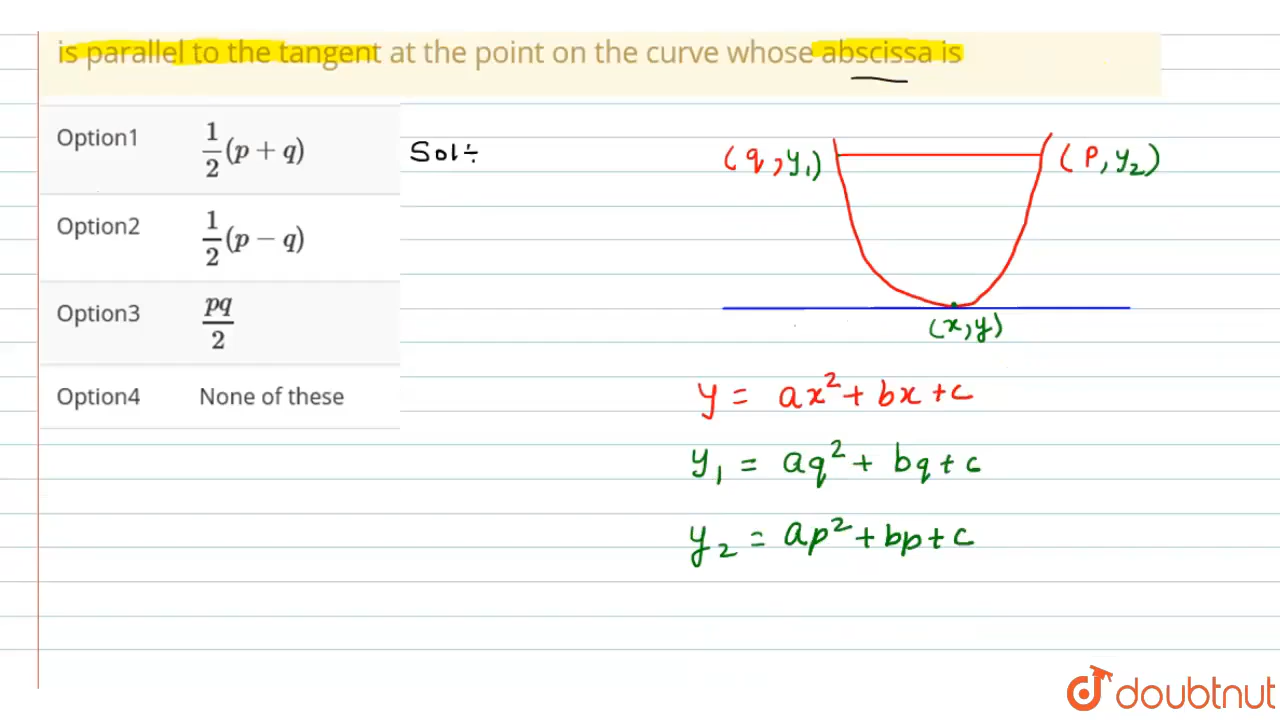 is parallel to the tangent at the point on the curve whose abscissa is
Option1 1/2(p + q)
Sol÷
(q, y₁) (P, y₂)
Option2 1/2(p − q)
Option3 pq/2
(x, y)
Option4 None of these
y = ax² + bx + c
y₁ = aq² + bq + c
y₂ = ap² + bp + c
doubtnut